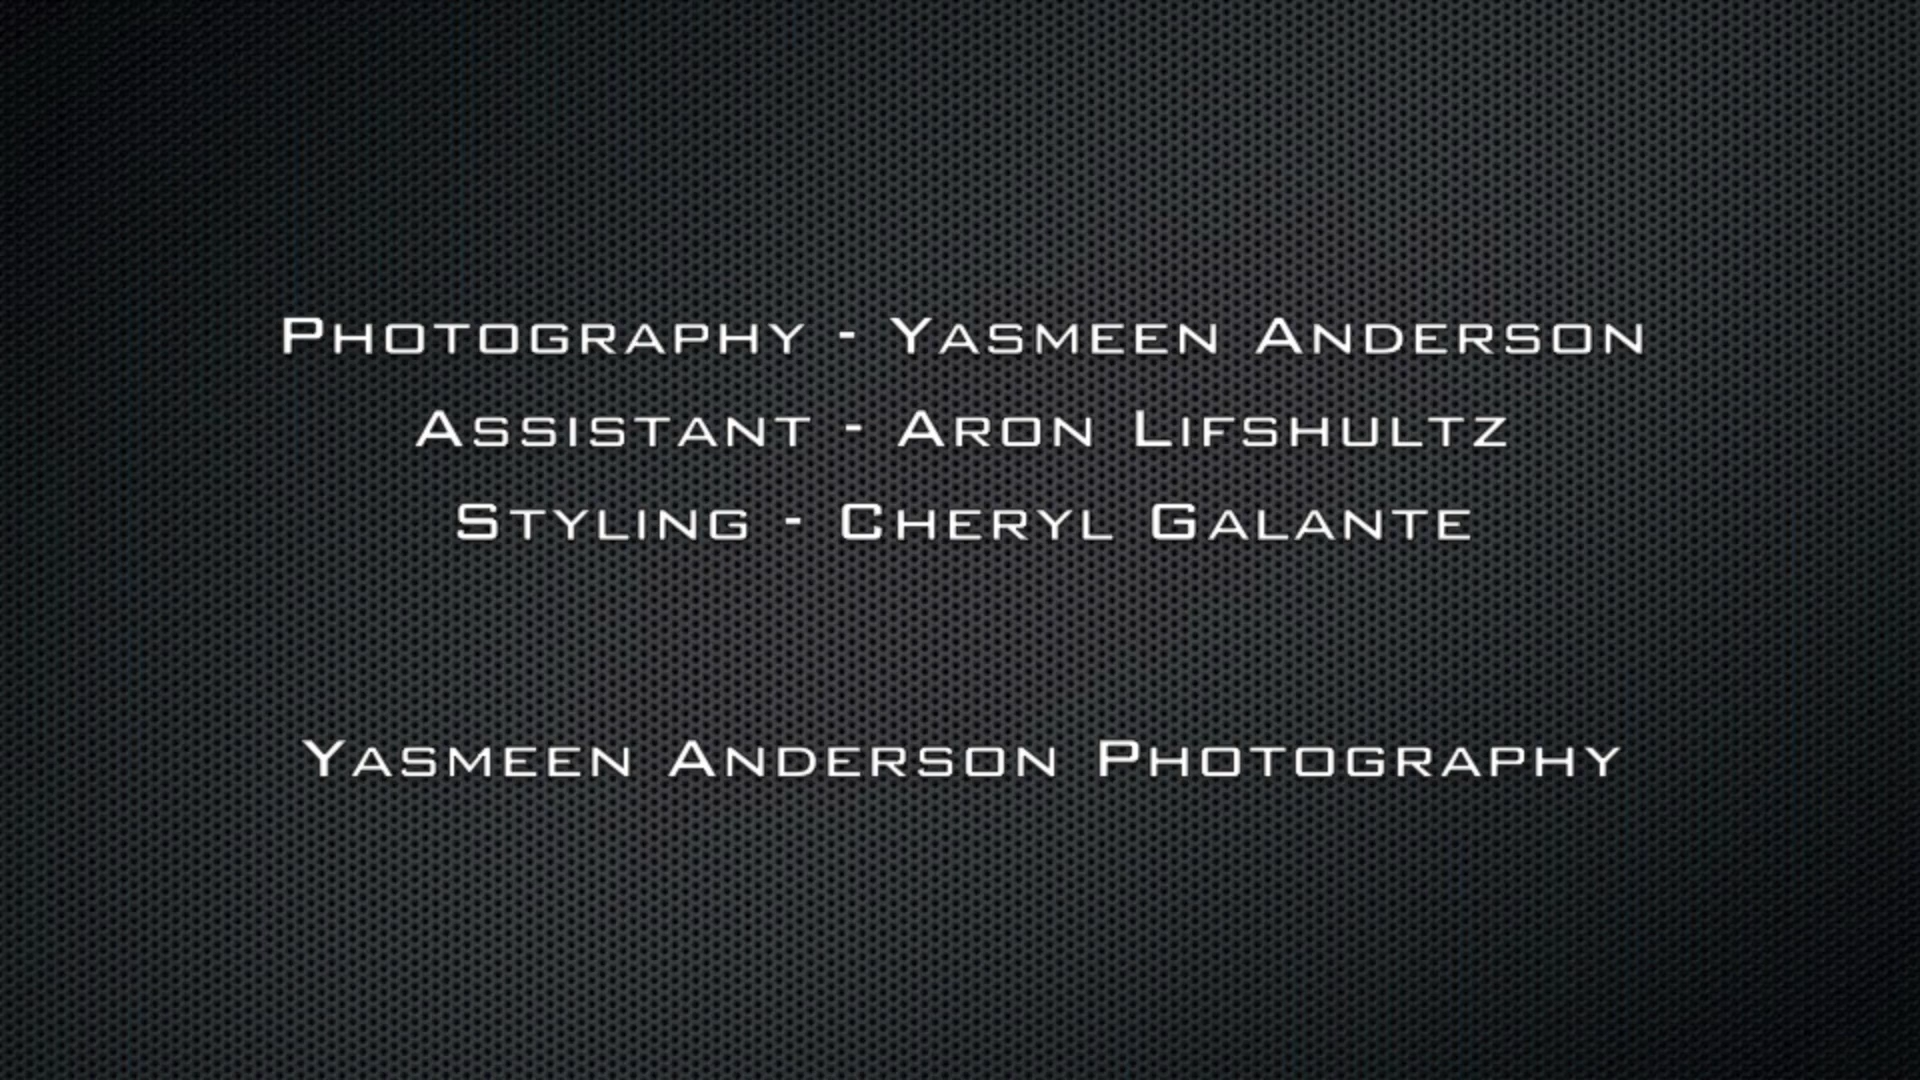 Photography - Yasmeen Anderson
Assistant - Aron Lifshultz
Styling - Cheryl Galante
Yasmeen Anderson Photography